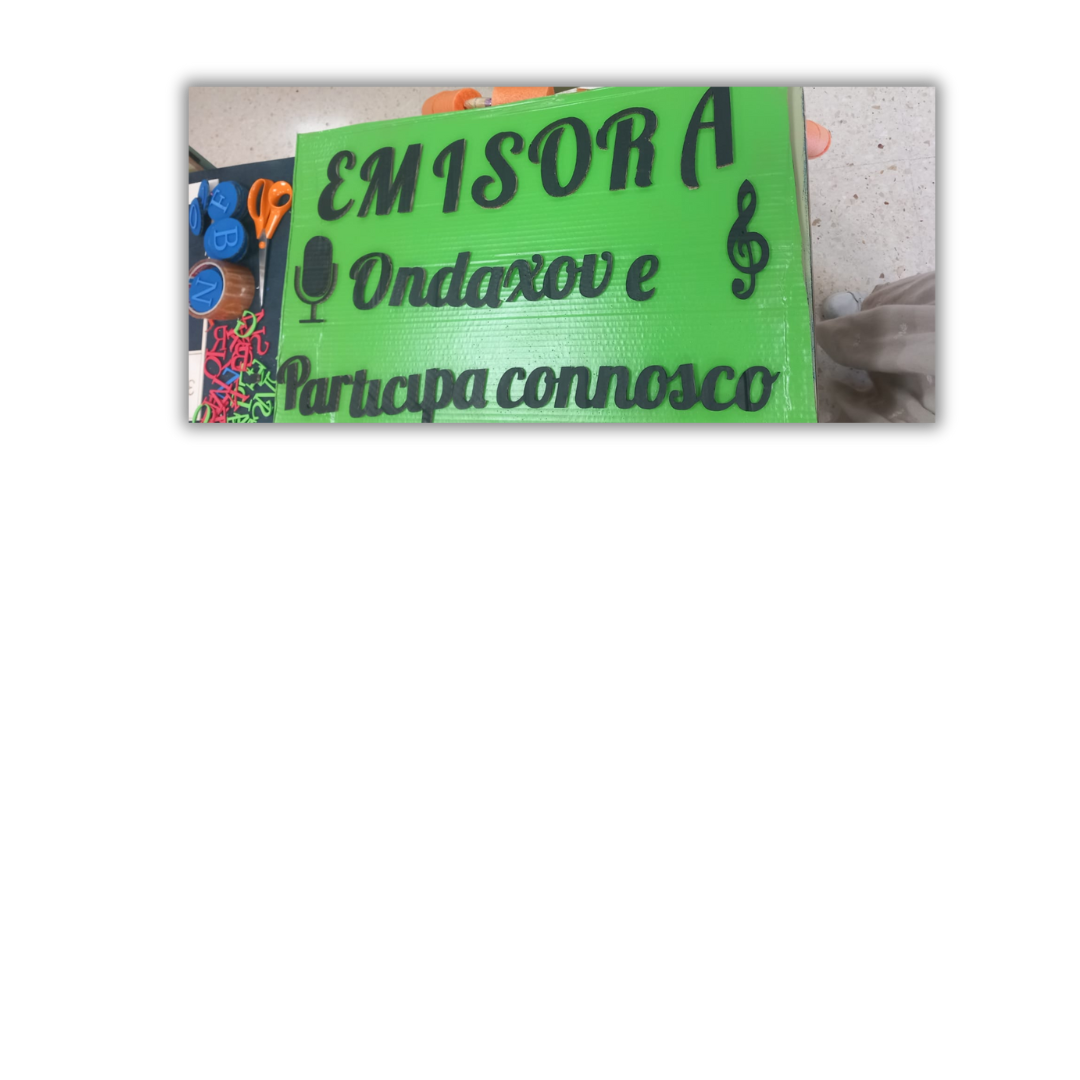 EMISORA
Ondaxove
Participa connosco
B
N